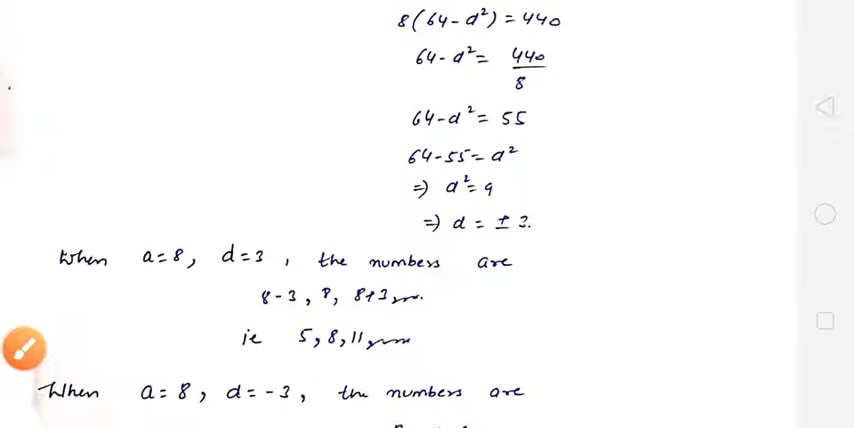 8(64-d²) = 440
64-d² = 440/8
64-d² = 55
64-55 = d²
⇒ d² = 9
⇒ d = ± 3.
When a=8, d=3, the numbers are
8-3, 8, 8+3
ie 5, 8, 11
When a=8, d=-3, the numbers are